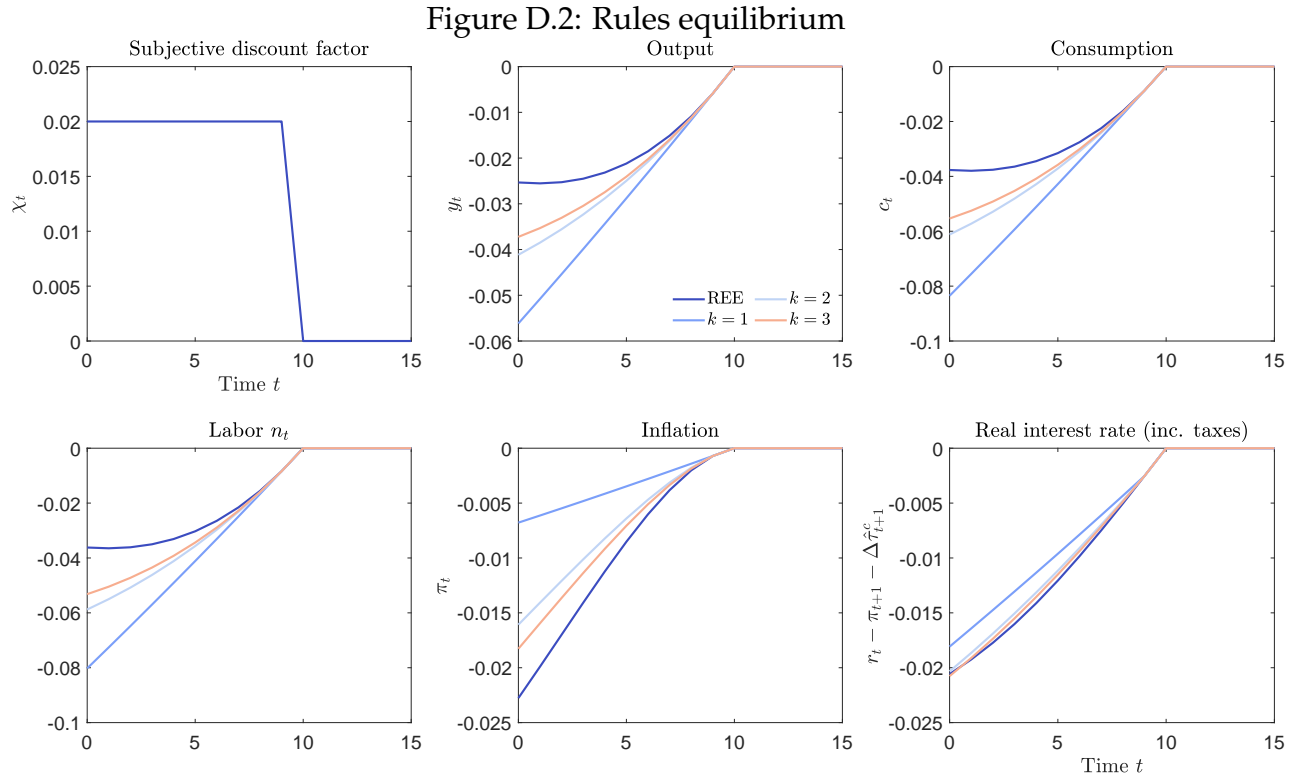 Figure D.2: Rules equilibrium
Subjective discount factor
0.025
0.02
0.015
0.01
0.005
0
χt
0 5 10 15
Time t
Output
0
-0.01
-0.02
-0.03
-0.04
-0.05
-0.06
yt
REE
k = 1
k = 2
k = 3
0 5 10 15
Consumption
0
-0.02
-0.04
-0.06
-0.08
-0.1
ct
0 5 10 15
Labor nt
0
-0.02
-0.04
-0.06
-0.08
-0.1
0 5 10 15
Inflation
0
-0.005
-0.01
-0.015
-0.02
-0.025
πt
0 5 10 15
Real interest rate (inc. taxes)
0
-0.005
-0.01
-0.015
-0.02
-0.025
rt − πt+1 − Δτ̂ᶜt+1
0 5 10 15
Time t